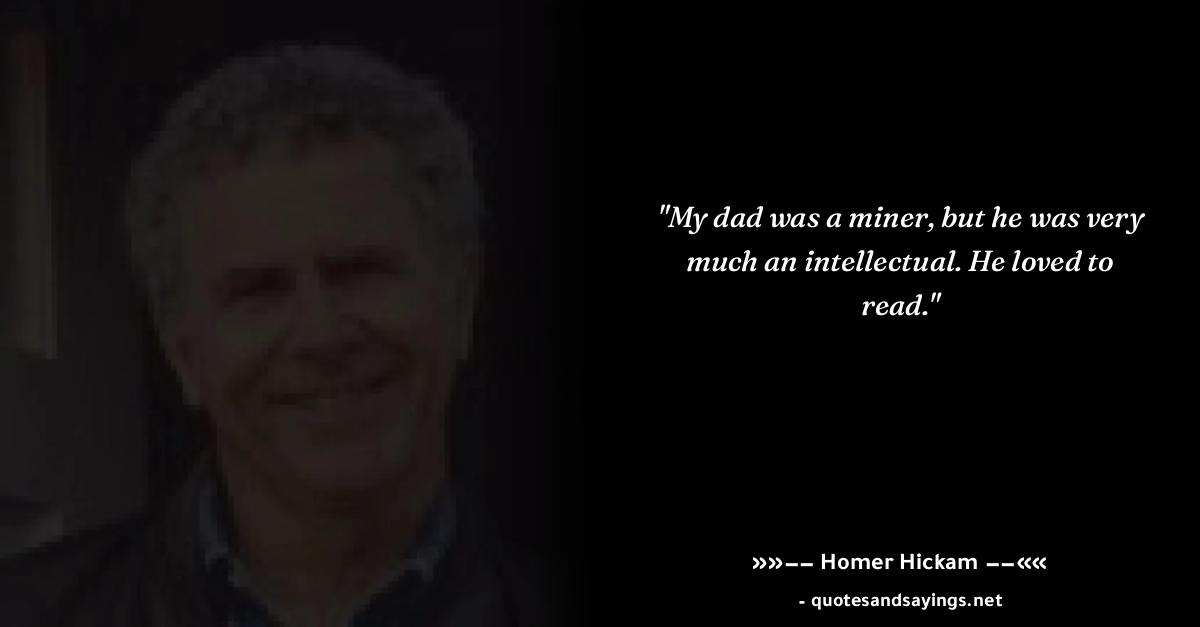 "My dad was a miner, but he was very
much an intellectual. He loved to
read."
»»−− Homer Hickam −−««
- quotesandsayings.net